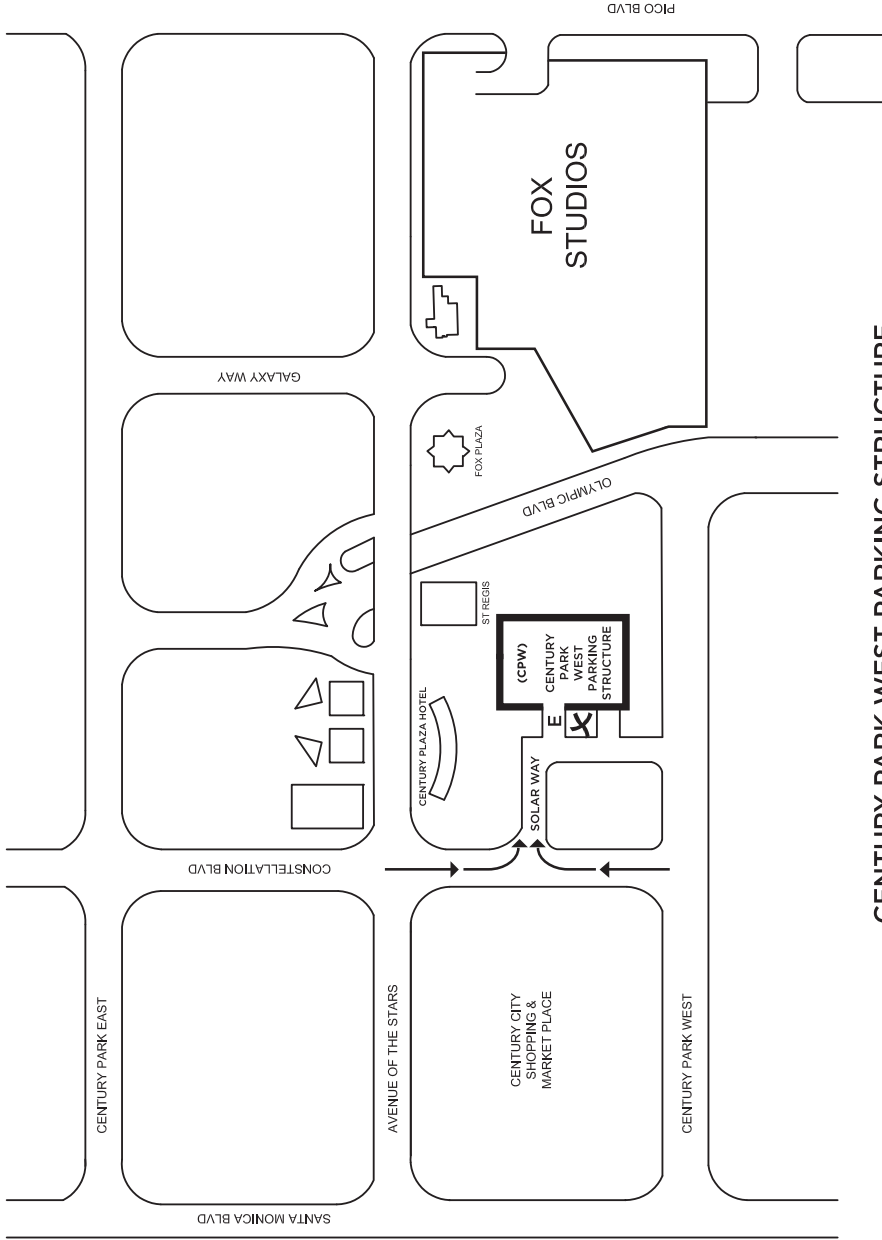 PICO BLVD
FOX
STUDIOS
GALAXY WAY
FOX PLAZA
OLYMPIC BLVD
ST REGIS
(CPW)
CENTURY
PARK
WEST
PARKING
STRUCTURE
E
CENTURY PLAZA HOTEL
SOLAR WAY
CONSTELLATION BLVD
CENTURY PARK EAST
AVENUE OF THE STARS
CENTURY CITY
SHOPPING &
MARKET PLACE
CENTURY PARK WEST
SANTA MONICA BLVD
CENTURY PARK WEST PARKING STRUCTURE